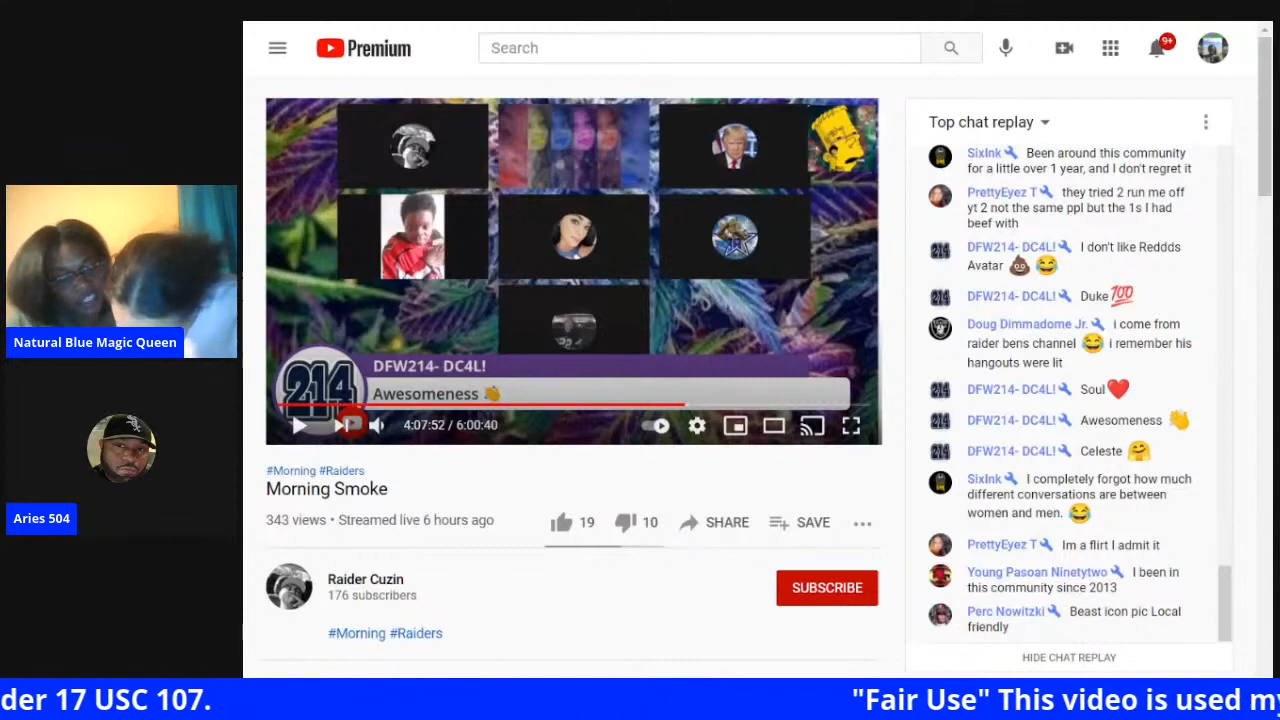 Premium
Search
9+
DFW214- DC4L!
214
Awesomeness 👏
4:07:52 / 6:00:40
#Morning #Raiders
Morning Smoke
343 views • Streamed live 6 hours ago
19
10
SHARE
SAVE
Raider Cuzin
176 subscribers
SUBSCRIBE
#Morning #Raiders
Top chat replay
SixInk Been around this community
for a little over 1 year, and I don't regret it
PrettyEyez T they tried 2 run me off
yt 2 not the same ppl but the 1s I had
beef with
DFW214- DC4L! I don't like Reddds
Avatar 💩 😂
DFW214- DC4L! Duke 💯
Doug Dimmadome Jr. i come from
raider bens channel 😂 i remember his
hangouts were lit
DFW214- DC4L! Soul ❤️
DFW214- DC4L! Awesomeness 👏
DFW214- DC4L! Celeste 🤗
SixInk I completely forgot how much
different conversations are between
women and men. 😂
PrettyEyez T Im a flirt I admit it
Young Pasoan Ninetytwo I been in
this community since 2013
Perc Nowitzki Beast icon pic Local
friendly
HIDE CHAT REPLAY
Natural Blue Magic Queen
Aries 504
der 17 USC 107. "Fair Use" This video is used my